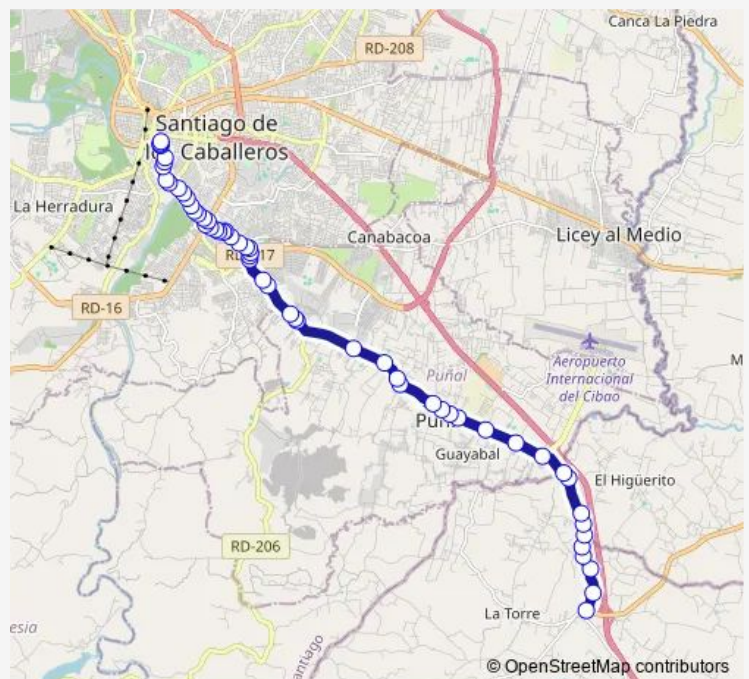 Canca La Piedra
RD-208
Santiago de
los Caballeros
La Herradura
Canabacoa
Licey al Medio
RD-16
Aeropuerto
Internacional
del Cibao
Puñal
Guayabal
El Higüerito
RD-206
La Torre
Santiago
© OpenStreetMap contributors